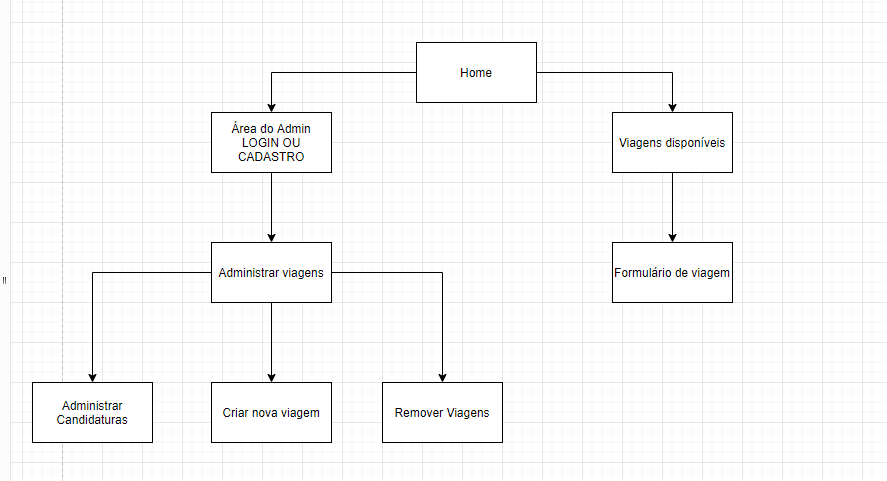 Home
Área do Admin
LOGIN OU
CADASTRO
Viagens disponíveis
Administrar viagens
Formulário de viagem
Administrar
Candidaturas
Criar nova viagem
Remover Viagens